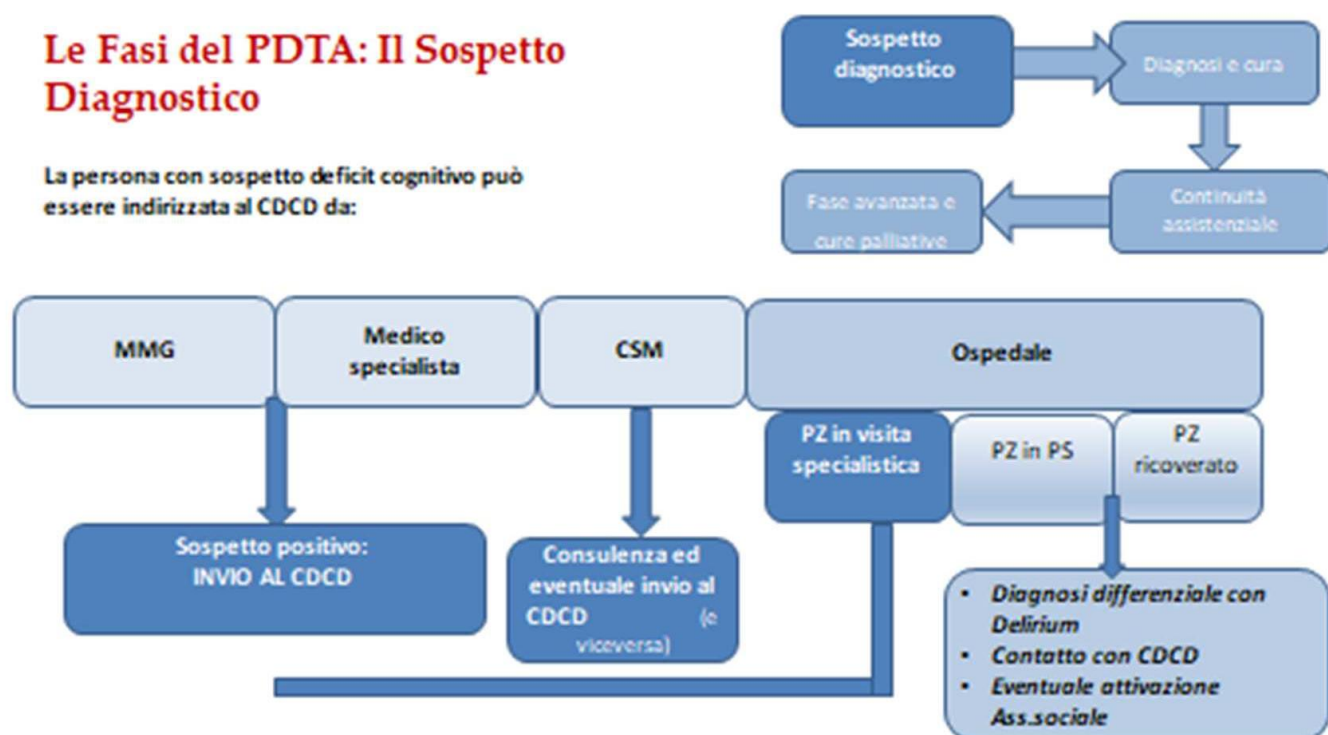 Le Fasi del PDTA: Il Sospetto
Diagnostico
La persona con sospetto deficit cognitivo può
essere indirizzata al CDCD da:
Sospetto
diagnostico
Diagnosi e cura
Fase avanzata e
cure palliative
Continuità
assistenziale
MMG
Medico
specialista
CSM
Ospedale
PZ in visita
specialistica
PZ in PS
PZ
ricoverato
Sospetto positivo:
INVIO AL CDCD
Consulenza ed
eventuale invio al
CDCD (e
viceversa)
• Diagnosi differenziale con
Delirium
• Contatto con CDCD
• Eventuale attivazione
Ass.sociale